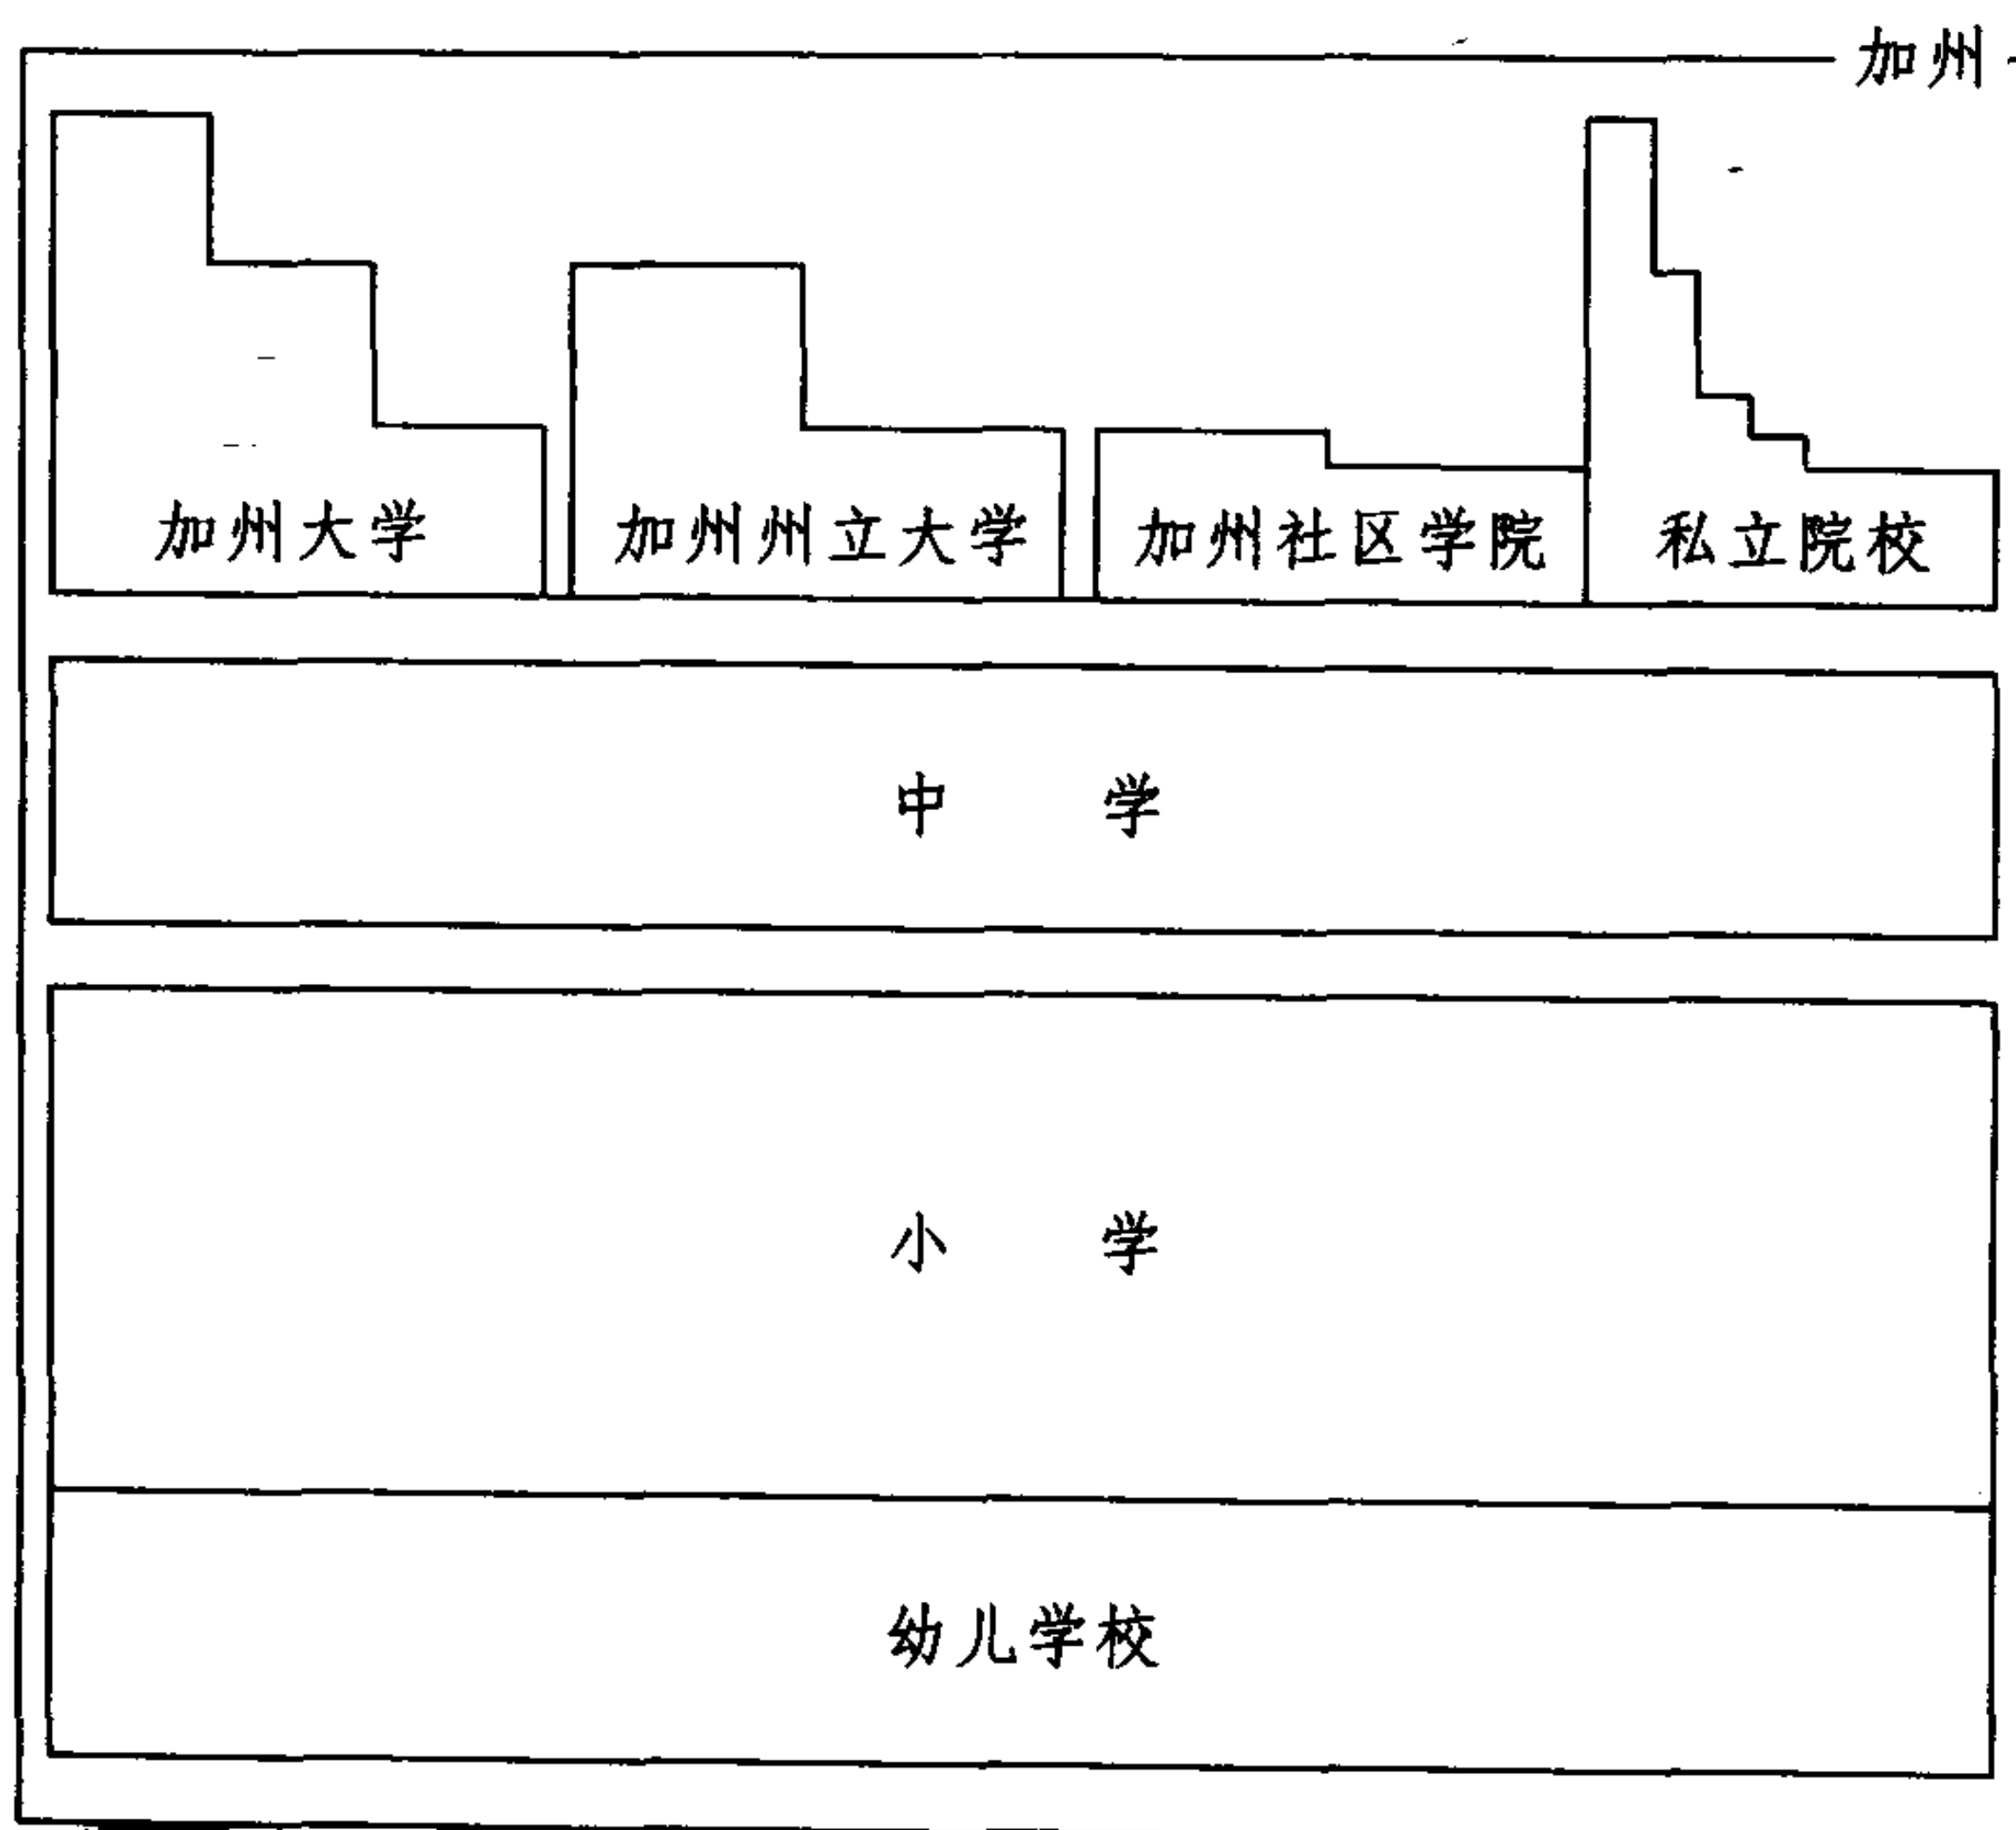 加州
加州大学 加州州立大学 加州社区学院 私立院校
中 学
小 学
幼儿学校